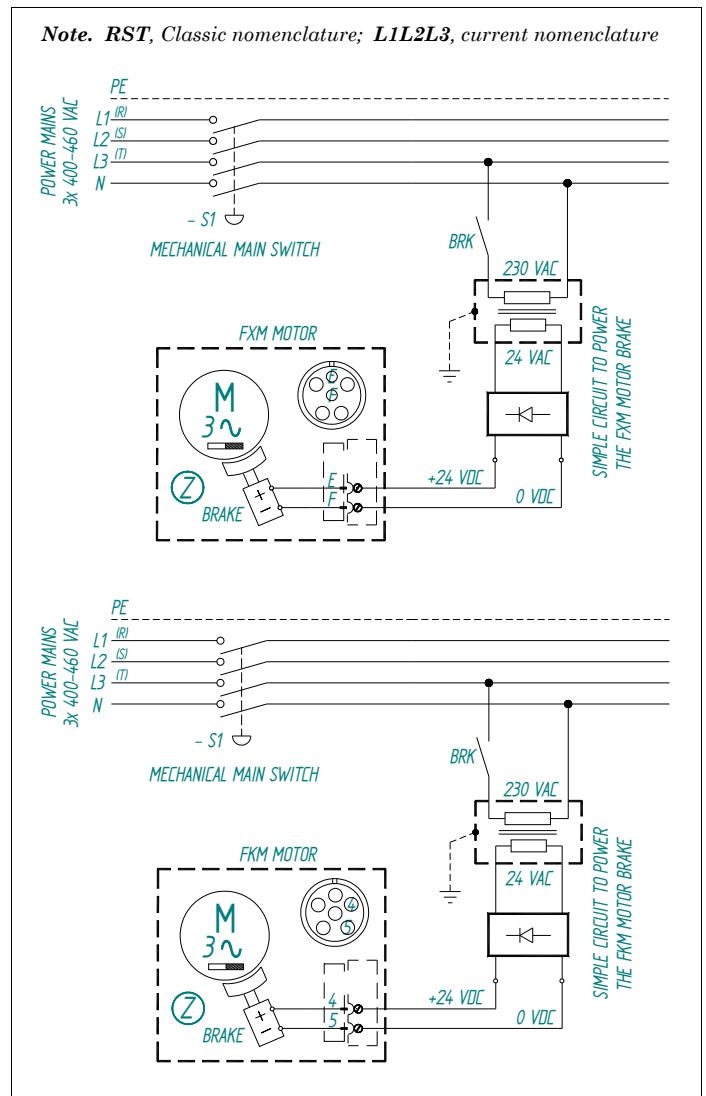 Note. RST, Classic nomenclature; L1L2L3, current nomenclature
PE
POWER MAINS
3x 400-460 VAC
L1 (R)
L2 (S)
L3 (T)
N
- S1
MECHANICAL MAIN SWITCH
BRK
230 VAC
24 VAC
SIMPLE CIRCUIT TO POWER
THE FXM MOTOR BRAKE
FXM MOTOR
M
3∿
E
F
Z
+
-
BRAKE
E
F
+24 VDC
0 VDC
PE
POWER MAINS
3x 400-460 VAC
L1 (R)
L2 (S)
L3 (T)
N
- S1
MECHANICAL MAIN SWITCH
BRK
230 VAC
24 VAC
SIMPLE CIRCUIT TO POWER
THE FKM MOTOR BRAKE
FKM MOTOR
M
3∿
4
5
Z
+
-
BRAKE
4
5
+24 VDC
0 VDC